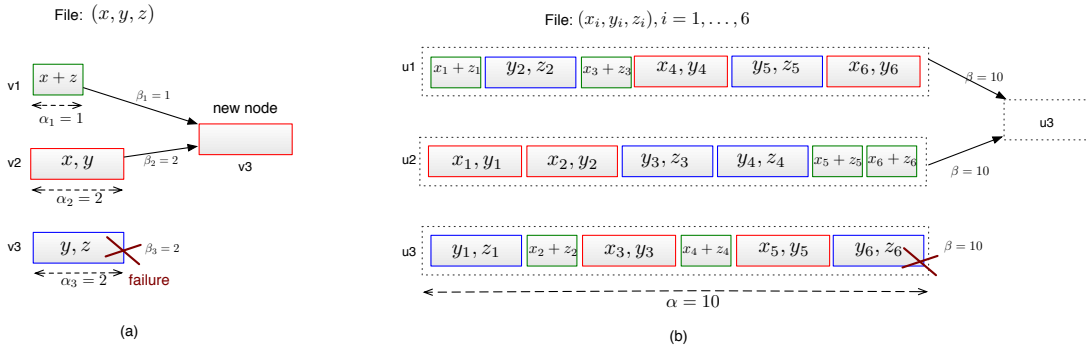 File: (x, y, z)
v1
x + z
α₁ = 1
β₁ = 1
new node
v3
v2
x, y
α₂ = 2
β₂ = 2
v3
y, z
β₃ = 2
α₃ = 2
failure
(a)
File: (xᵢ, yᵢ, zᵢ), i = 1, . . . , 6
u1
x₁ + z₁
y₂, z₂
x₃ + z₃
x₄, y₄
y₅, z₅
x₆, y₆
β = 10
u3
u2
x₁, y₁
x₂, y₂
y₃, z₃
y₄, z₄
x₅ + z₅
x₆ + z₆
β = 10
u3
y₁, z₁
x₂ + z₂
x₃, y₃
x₄ + z₄
x₅, y₅
y₆, z₆
β = 10
α = 10
(b)